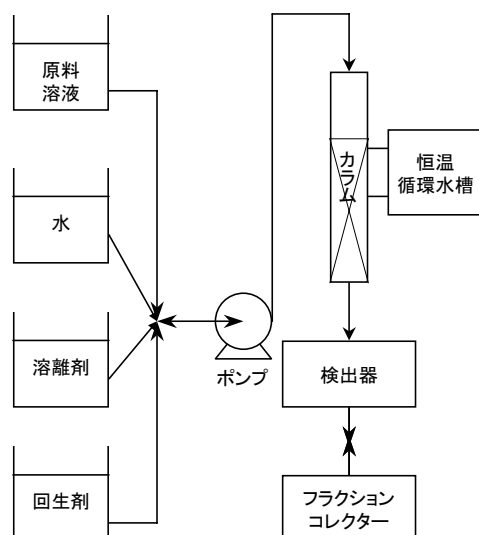 原料
溶液
水
溶離剤
回生剤
ポンプ
カラム
恒温
循環水槽
検出器
フラクション
コレクター